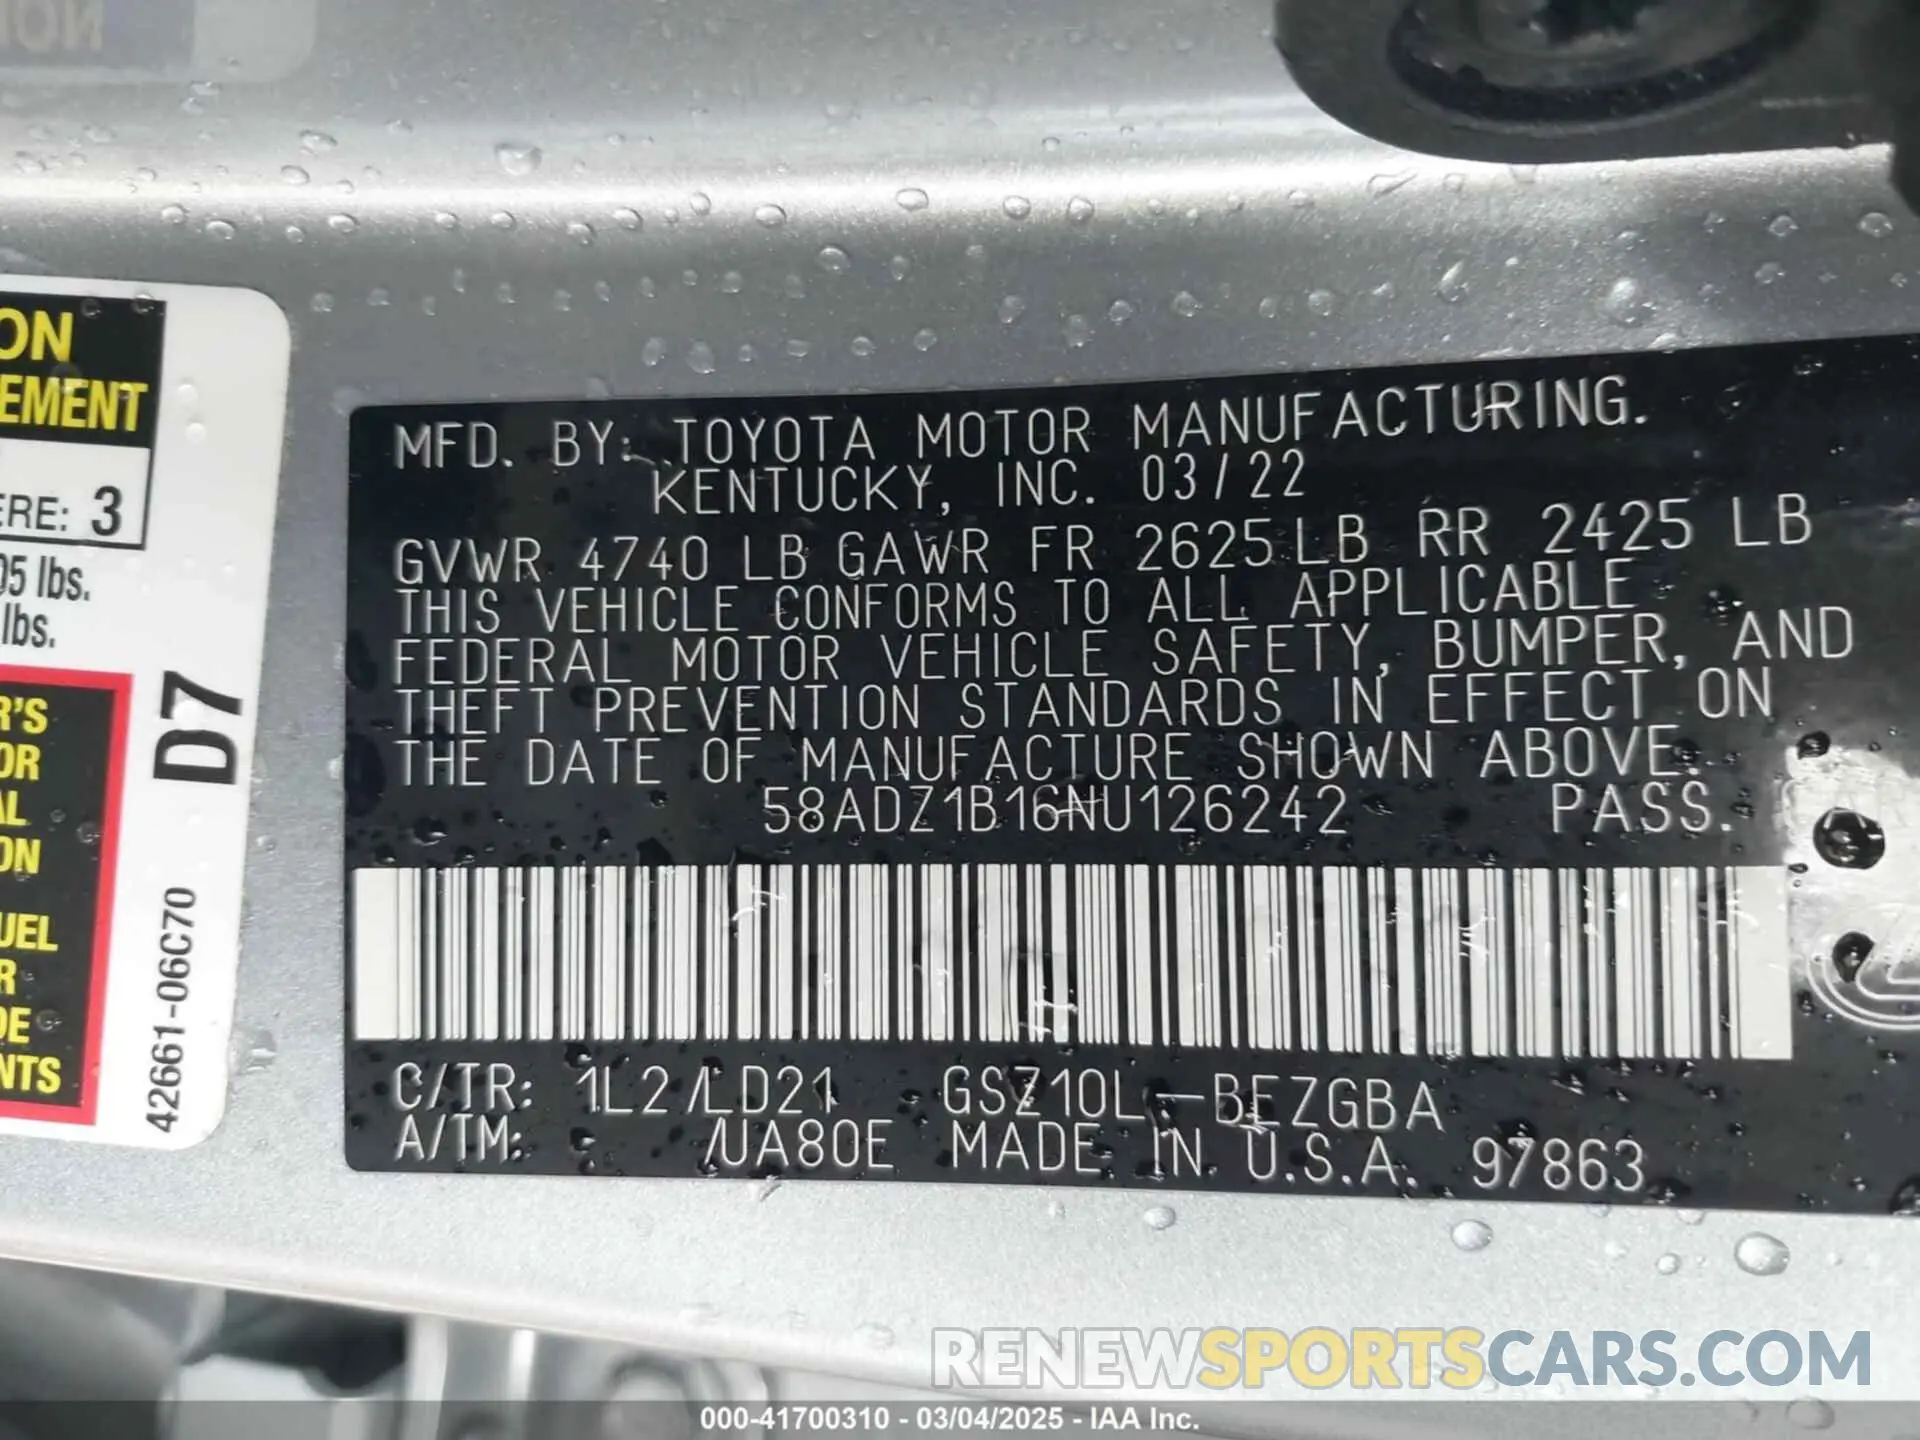 ON
EMENT
ERE: 3
05 lbs.
lbs.
R'S
OR
AL
ON
UEL
R
DE
NTS
D7
42661-06C70
MFD. BY: TOYOTA MOTOR MANUFACTURING.
KENTUCKY, INC. 03/22
GVWR 4740 LB GAWR FR 2625 LB RR 2425 LB
THIS VEHICLE CONFORMS TO ALL APPLICABLE
FEDERAL MOTOR VEHICLE SAFETY, BUMPER, AND
THEFT PREVENTION STANDARDS IN EFFECT ON
THE DATE OF MANUFACTURE SHOWN ABOVE.
58ADZ1B16NU126242 PASS.
C/TR: 1L2/LD21 GSZ10L-BEZGBA
A/TM: /UA80E MADE IN U.S.A. 97863
RENEWSPORTSCARS.COM
000-41700310 - 03/04/2025 - IAA Inc.